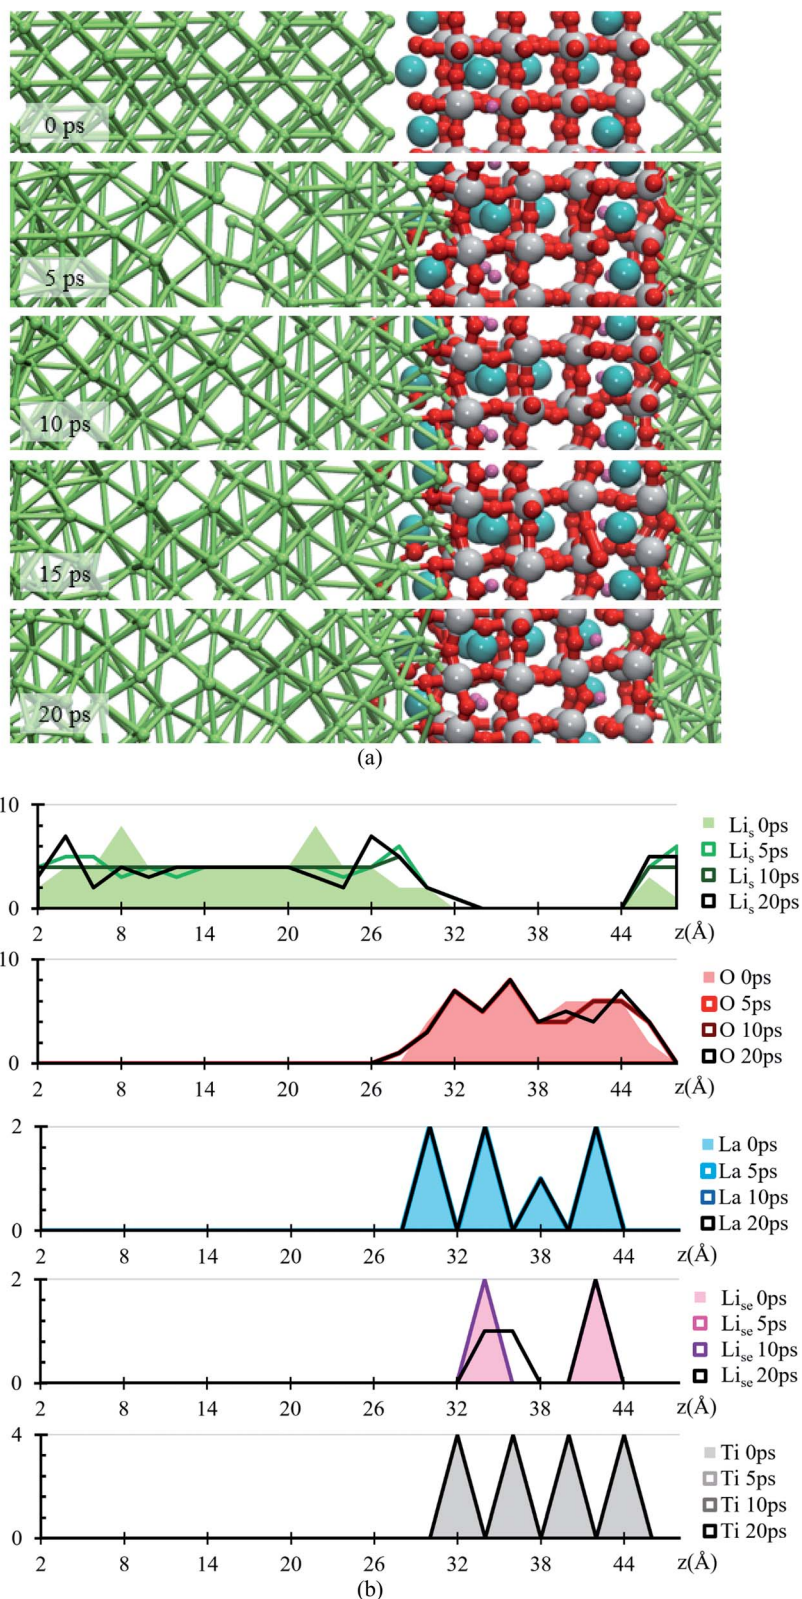 0 ps
5 ps
10 ps
15 ps
20 ps
(a)
10
0
2 8 14 20 26 32 38 44 z(Å)
Liₛ 0ps
Liₛ 5ps
Liₛ 10ps
Liₛ 20ps
10
0
2 8 14 20 26 32 38 44 z(Å)
O 0ps
O 5ps
O 10ps
O 20ps
2
0
2 8 14 20 26 32 38 44 z(Å)
La 0ps
La 5ps
La 10ps
La 20ps
2
0
2 8 14 20 26 32 38 44 z(Å)
Liₛₑ 0ps
Liₛₑ 5ps
Liₛₑ 10ps
Liₛₑ 20ps
4
0
2 8 14 20 26 32 38 44 z(Å)
Ti 0ps
Ti 5ps
Ti 10ps
Ti 20ps
(b)